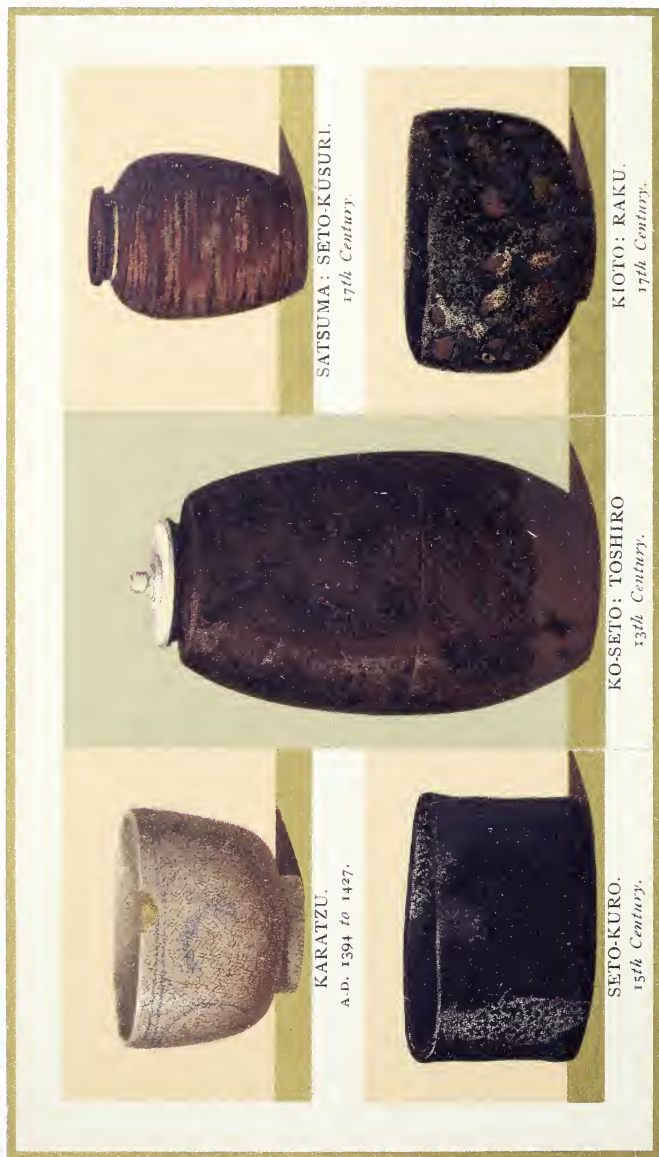 KARATZU.
A.D. 1394 to 1427.
SATSUMA : SETO-KUSURI.
17th Century.
SETO-KURO.
15th Century.
KO-SETO: TOSHIRO
13th Century.
KIOTO: RAKU.
17th Century.